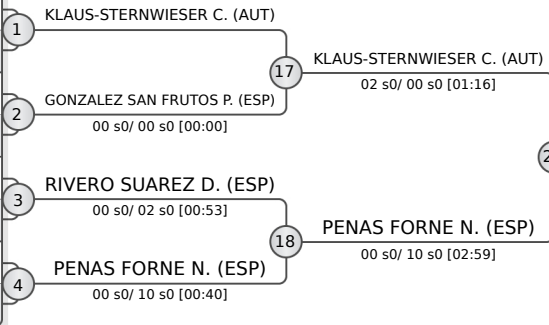 KLAUS-STERNWIESER C. (AUT)
1
17
KLAUS-STERNWIESER C. (AUT)
02 s0/ 00 s0 [01:16]
GONZALEZ SAN FRUTOS P. (ESP)
2
00 s0/ 00 s0 [00:00]
RIVERO SUAREZ D. (ESP)
3
00 s0/ 02 s0 [00:53]
18
PENAS FORNE N. (ESP)
00 s0/ 10 s0 [02:59]
PENAS FORNE N. (ESP)
4
00 s0/ 10 s0 [00:40]